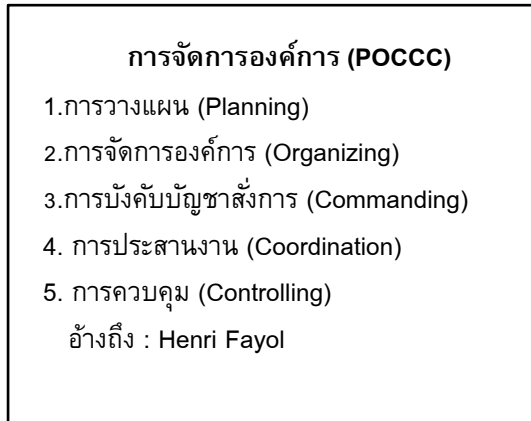 การจัดการองค์การ (POCCC)
1.การวางแผน (Planning)
2.การจัดการองค์การ (Organizing)
3.การบังคับบัญชาสั่งการ (Commanding)
4. การประสานงาน (Coordination)
5. การควบคุม (Controlling)
อ้างถึง : Henri Fayol